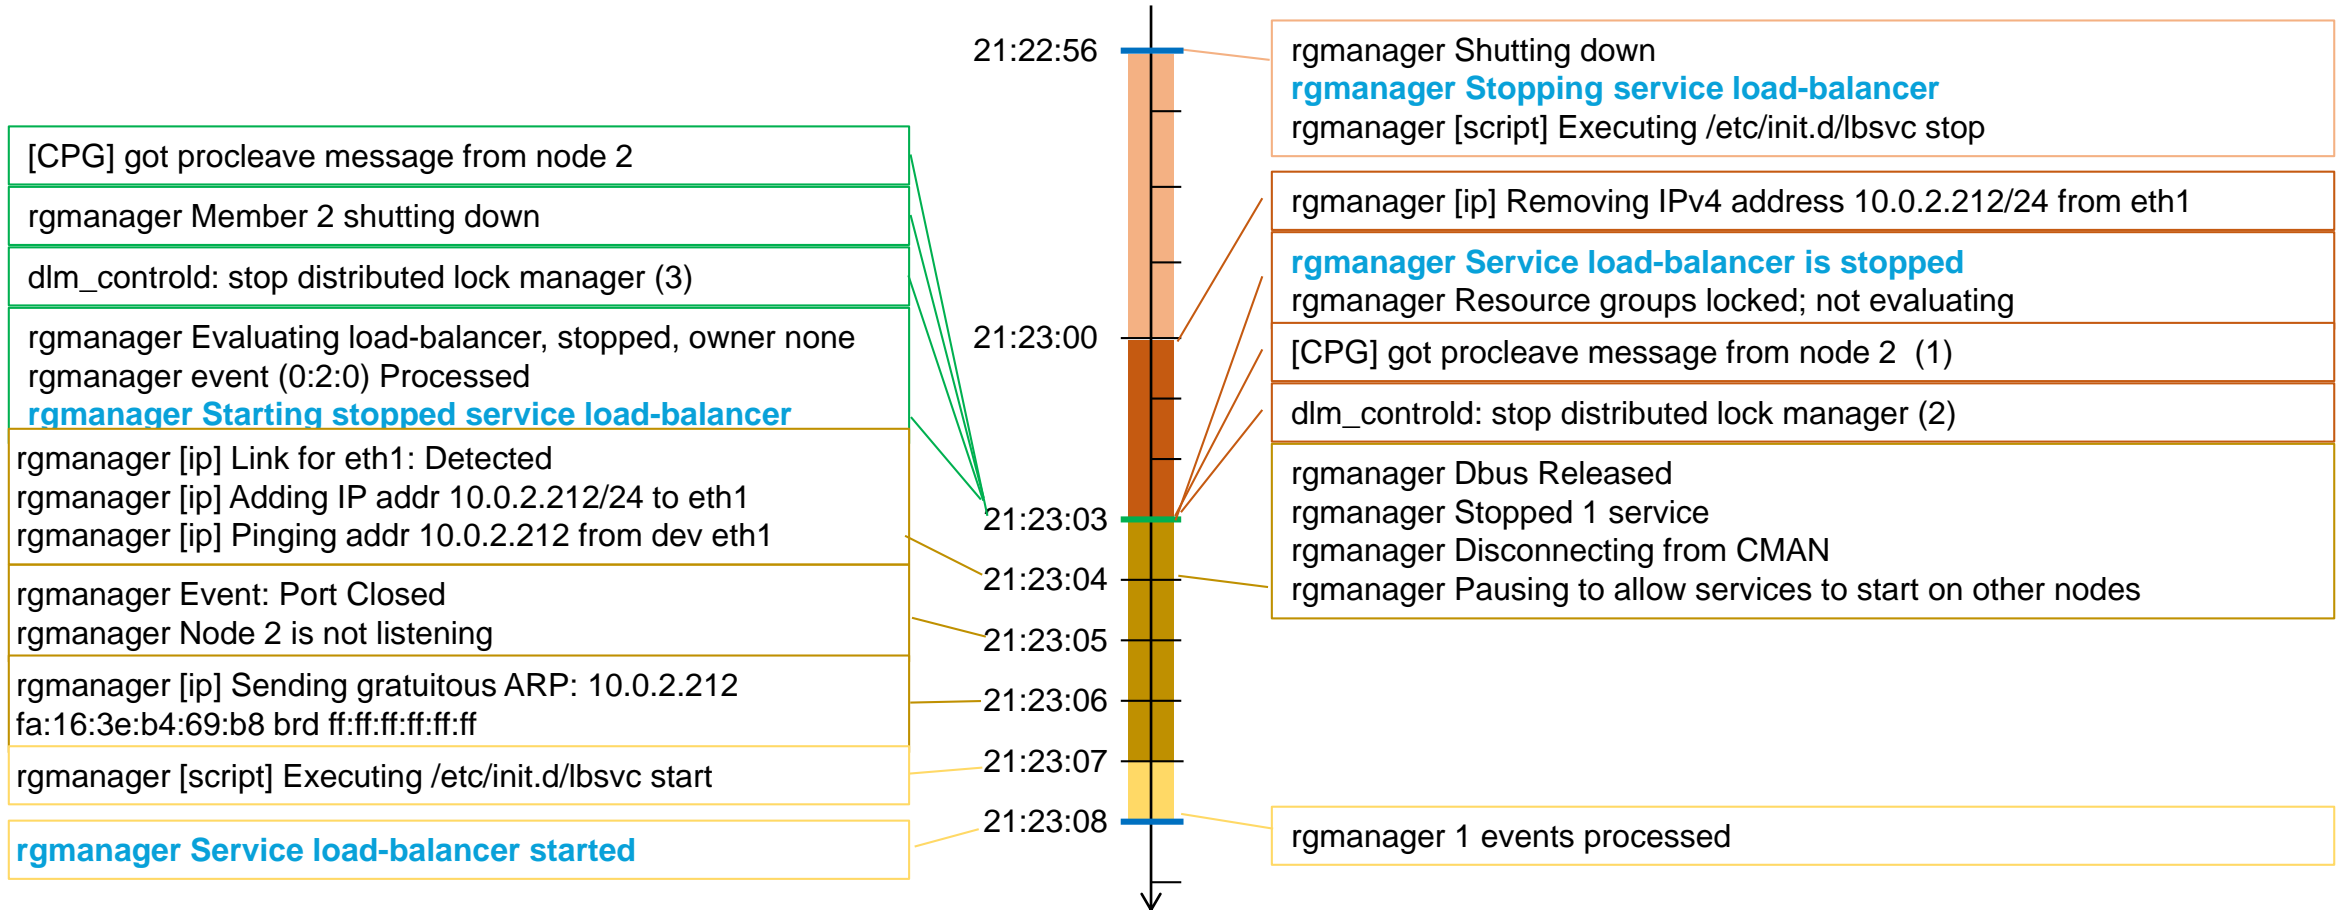 [CPG] got procleave message from node 2
rgmanager Member 2 shutting down
dlm_controld: stop distributed lock manager (3)
rgmanager Evaluating load-balancer, stopped, owner none
rgmanager event (0:2:0) Processed
rgmanager Starting stopped service load-balancer
rgmanager [ip] Link for eth1: Detected
rgmanager [ip] Adding IP addr 10.0.2.212/24 to eth1
rgmanager [ip] Pinging addr 10.0.2.212 from dev eth1
rgmanager Event: Port Closed
rgmanager Node 2 is not listening
rgmanager [ip] Sending gratuitous ARP: 10.0.2.212
fa:16:3e:b4:69:b8 brd ff:ff:ff:ff:ff:ff
rgmanager [script] Executing /etc/init.d/lbsvc start
rgmanager Service load-balancer started
21:22:56
21:23:00
21:23:03
21:23:04
21:23:05
21:23:06
21:23:07
21:23:08
rgmanager Shutting down
rgmanager Stopping service load-balancer
rgmanager [script] Executing /etc/init.d/lbsvc stop
rgmanager [ip] Removing IPv4 address 10.0.2.212/24 from eth1
rgmanager Service load-balancer is stopped
rgmanager Resource groups locked; not evaluating
[CPG] got procleave message from node 2 (1)
dlm_controld: stop distributed lock manager (2)
rgmanager Dbus Released
rgmanager Stopped 1 service
rgmanager Disconnecting from CMAN
rgmanager Pausing to allow services to start on other nodes
rgmanager 1 events processed